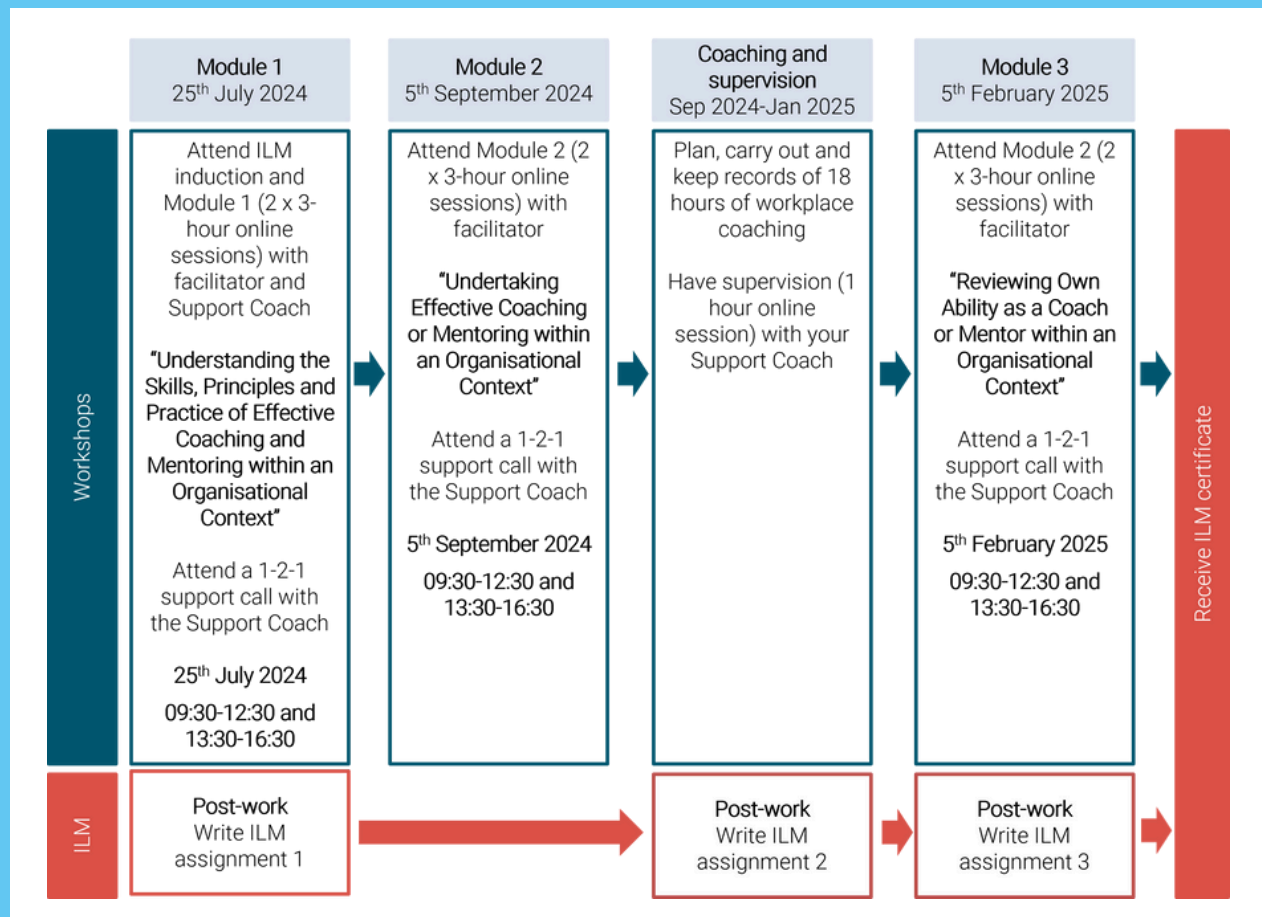 Module 1
25th July 2024
Module 2
5th September 2024
Coaching and
supervision
Sep 2024-Jan 2025
Module 3
5th February 2025
Workshops
Attend ILM
induction and
Module 1 (2 x 3-
hour online
sessions) with
facilitator and
Support Coach
“Understanding the
Skills, Principles and
Practice of Effective
Coaching and
Mentoring within an
Organisational
Context”
Attend a 1-2-1
support call with
the Support Coach
25th July 2024
09:30-12:30 and
13:30-16:30
Attend Module 2 (2
x 3-hour online
sessions) with
facilitator
“Undertaking
Effective Coaching
or Mentoring within
an Organisational
Context”
Attend a 1-2-1
support call with
the Support Coach
5th September 2024
09:30-12:30 and
13:30-16:30
Plan, carry out and
keep records of 18
hours of workplace
coaching
Have supervision (1
hour online
session) with your
Support Coach
Attend Module 2 (2
x 3-hour online
sessions) with
facilitator
“Reviewing Own
Ability as a Coach
or Mentor within an
Organisational
Context”
Attend a 1-2-1
support call with
the Support Coach
5th February 2025
09:30-12:30 and
13:30-16:30
Receive ILM certificate
ILM
Post-work
Write ILM
assignment 1
Post-work
Write ILM
assignment 2
Post-work
Write ILM
assignment 3